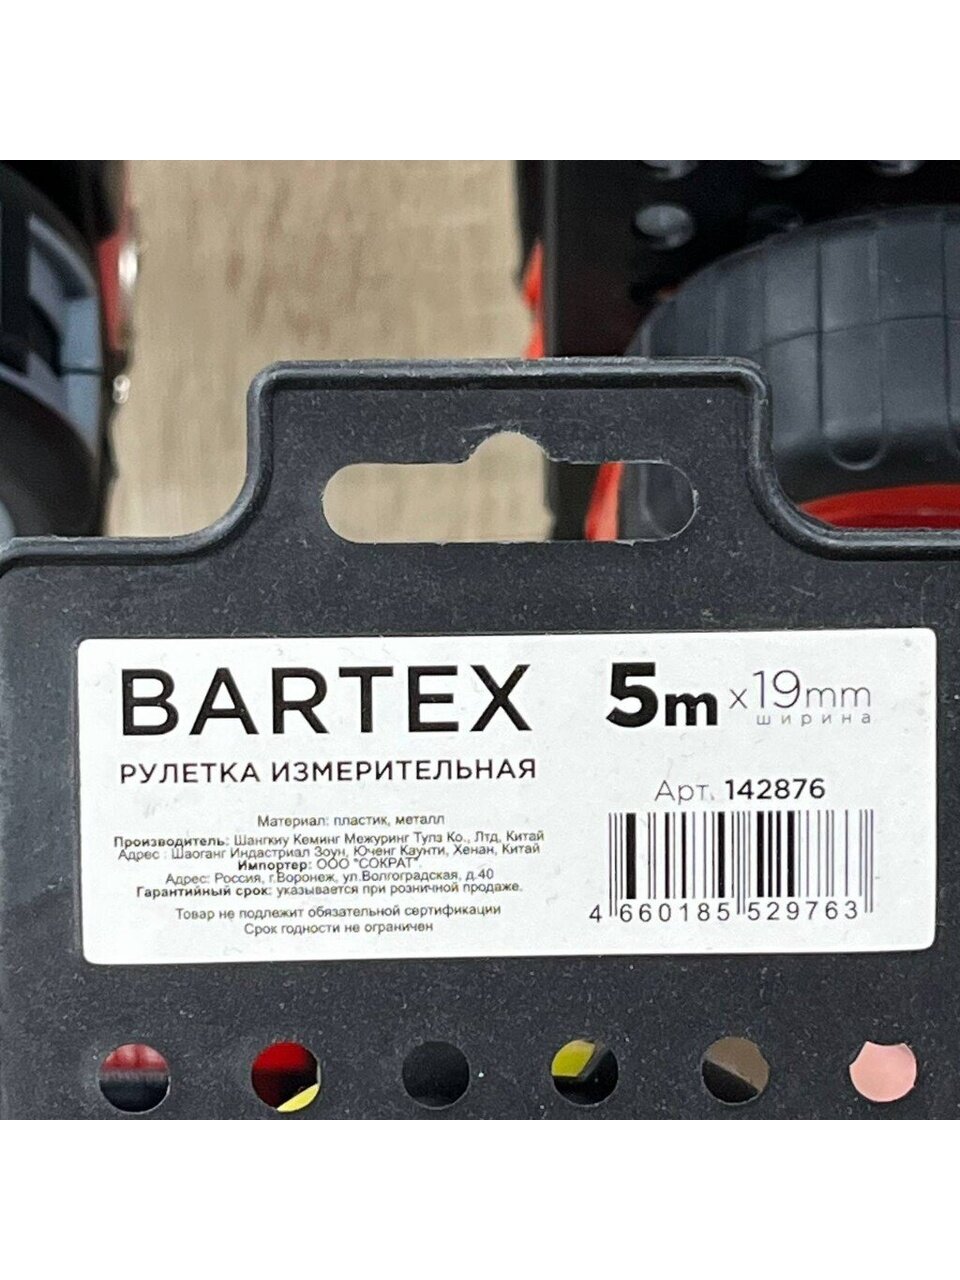 BARTEX
РУЛЕТКА ИЗМЕРИТЕЛЬНАЯ
5m x 19mm
ширина
Арт. 142876
Материал: пластик, металл
Производитель: Шангкиу Кеминг Межуринг Тулз Ко., Лтд, Китай
Адрес : Шаоганг Индастриал Зоун, Юченг Каунти, Хенан, Китай
Импортер: ООО "СОКРАТ".
Адрес: Россия, г.Воронеж, ул.Волгоградская, д.40
Гарантийный срок: указывается при розничной продаже.
Товар не подлежит обязательной сертификации
Срок годности не ограничен
4 660185 529763